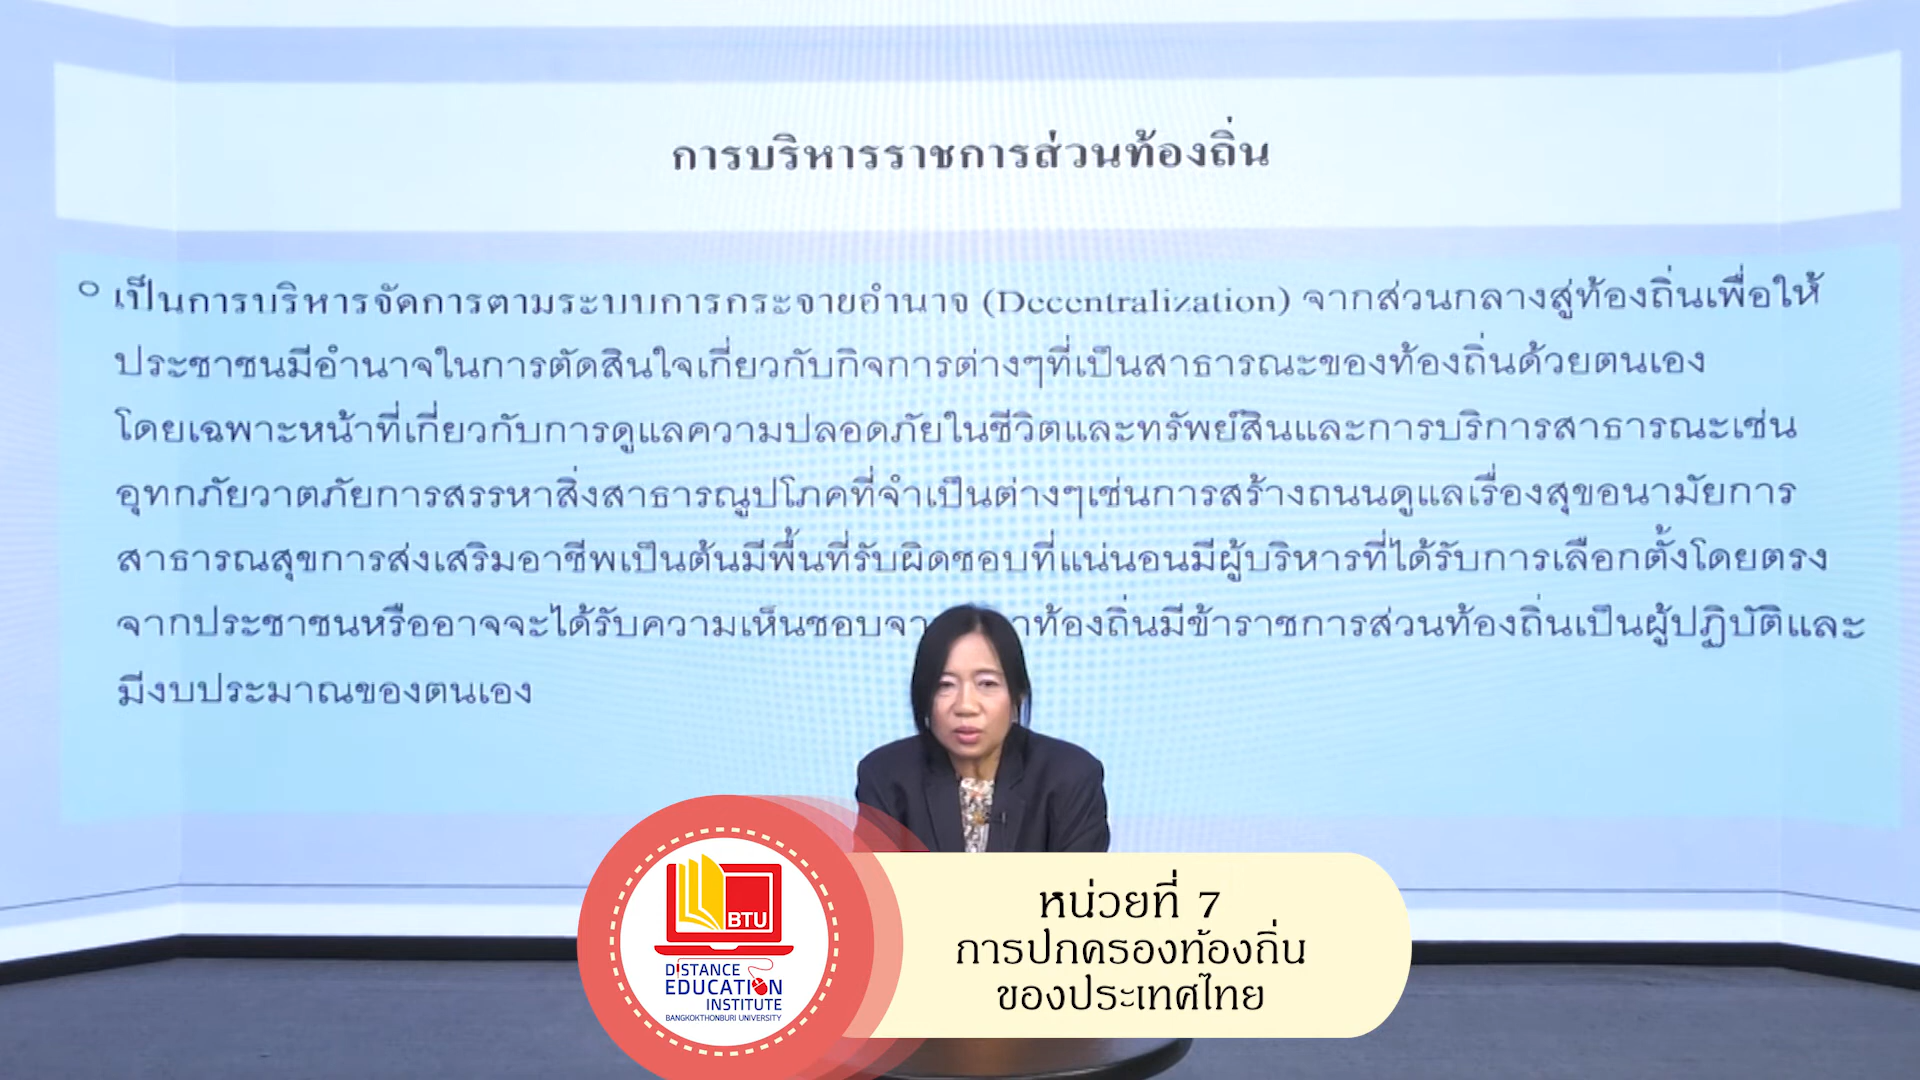 การบริหารราชการส่วนท้องถิ่น
เป็นการบริหารจัดการตามระบบการกระจายอำนาจ (Decentralization) จากส่วนกลางสู่ท้องถิ่นเพื่อให้
ประชาชนมีอำนาจในการตัดสินใจเกี่ยวกับกิจการต่างๆที่เป็นสาธารณะของท้องถิ่นด้วยตนเอง
โดยเฉพาะหน้าที่เกี่ยวกับการดูแลความปลอดภัยในชีวิตและทรัพย์สินและการบริการสาธารณะเช่น
อุทกภัยวาตภัยการสรรหาสิ่งสาธารณูปโภคที่จำเป็นต่างๆเช่นการสร้างถนนดูแลเรื่องสุขอนามัยการ
สาธารณสุขการส่งเสริมอาชีพเป็นต้นมีพื้นที่รับผิดชอบที่แน่นอนมีผู้บริหารที่ได้รับการเลือกตั้งโดยตรง
จากประชาชนหรืออาจจะได้รับความเห็นชอบ ท้องถิ่นมีข้าราชการส่วนท้องถิ่นเป็นผู้ปฏิบัติและ
มีงบประมาณของตนเอง
BTU
DISTANCE
EDUCATION
INSTITUTE
BANGKOKTHONBURI UNIVERSITY
หน่วยที่ 7
การปกครองท้องถิ่น
ของประเทศไทย